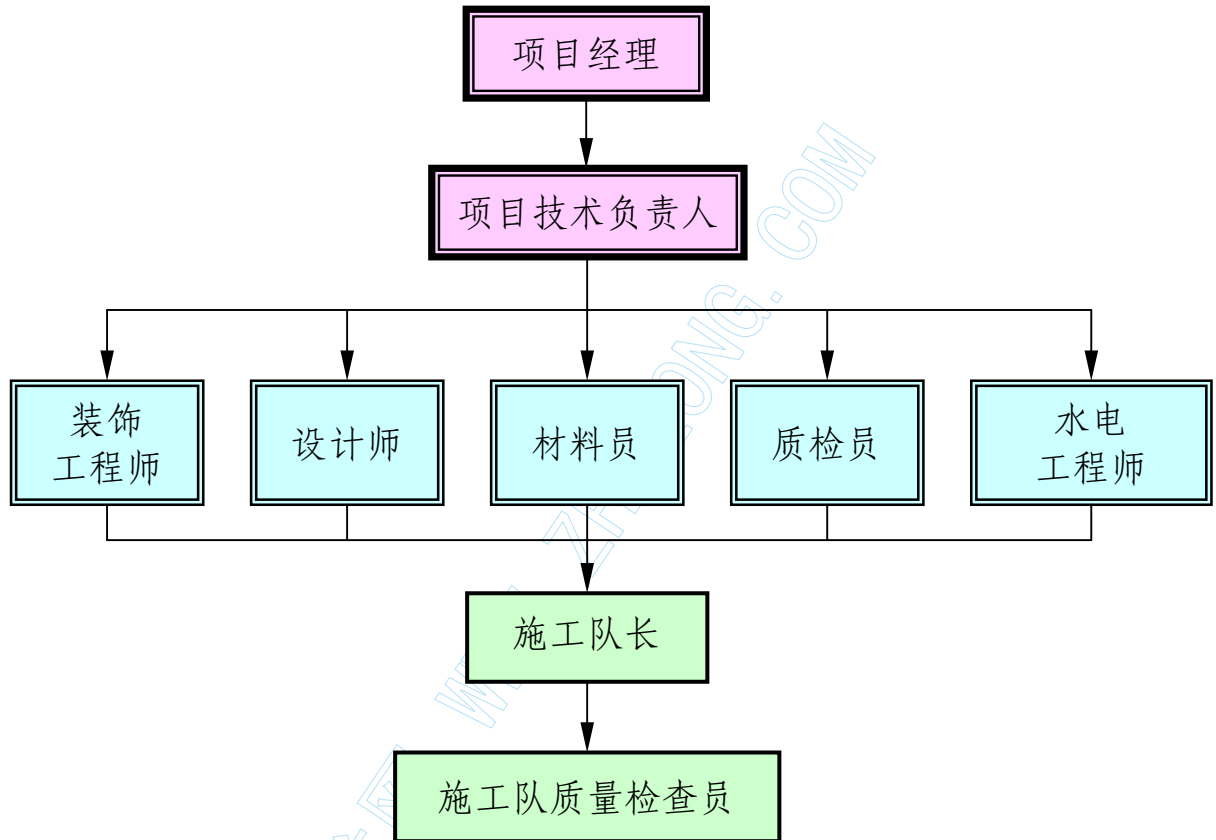 项目经理
项目技术负责人
装饰
工程师
设计师
材料员
质检员
水电
工程师
施工队长
施工队质量检查员